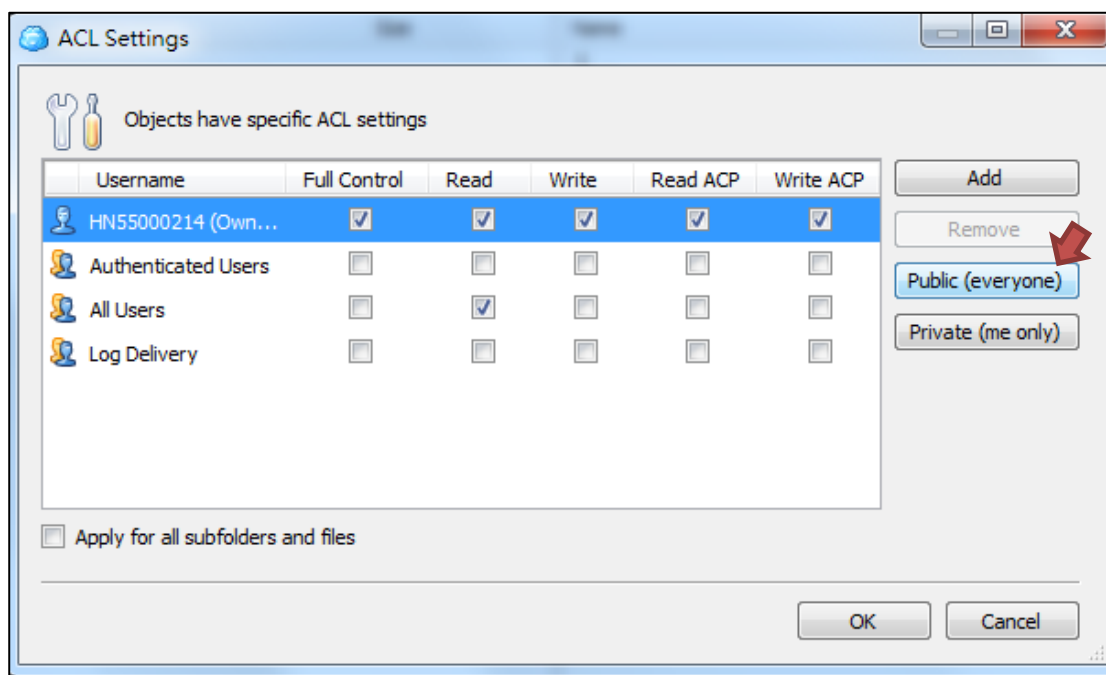 ACL Settings
Objects have specific ACL settings
Username Full Control Read Write Read ACP Write ACP
HN55000214 (Own...
Authenticated Users
All Users
Log Delivery
Add
Remove
Public (everyone)
Private (me only)
Apply for all subfolders and files
OK Cancel